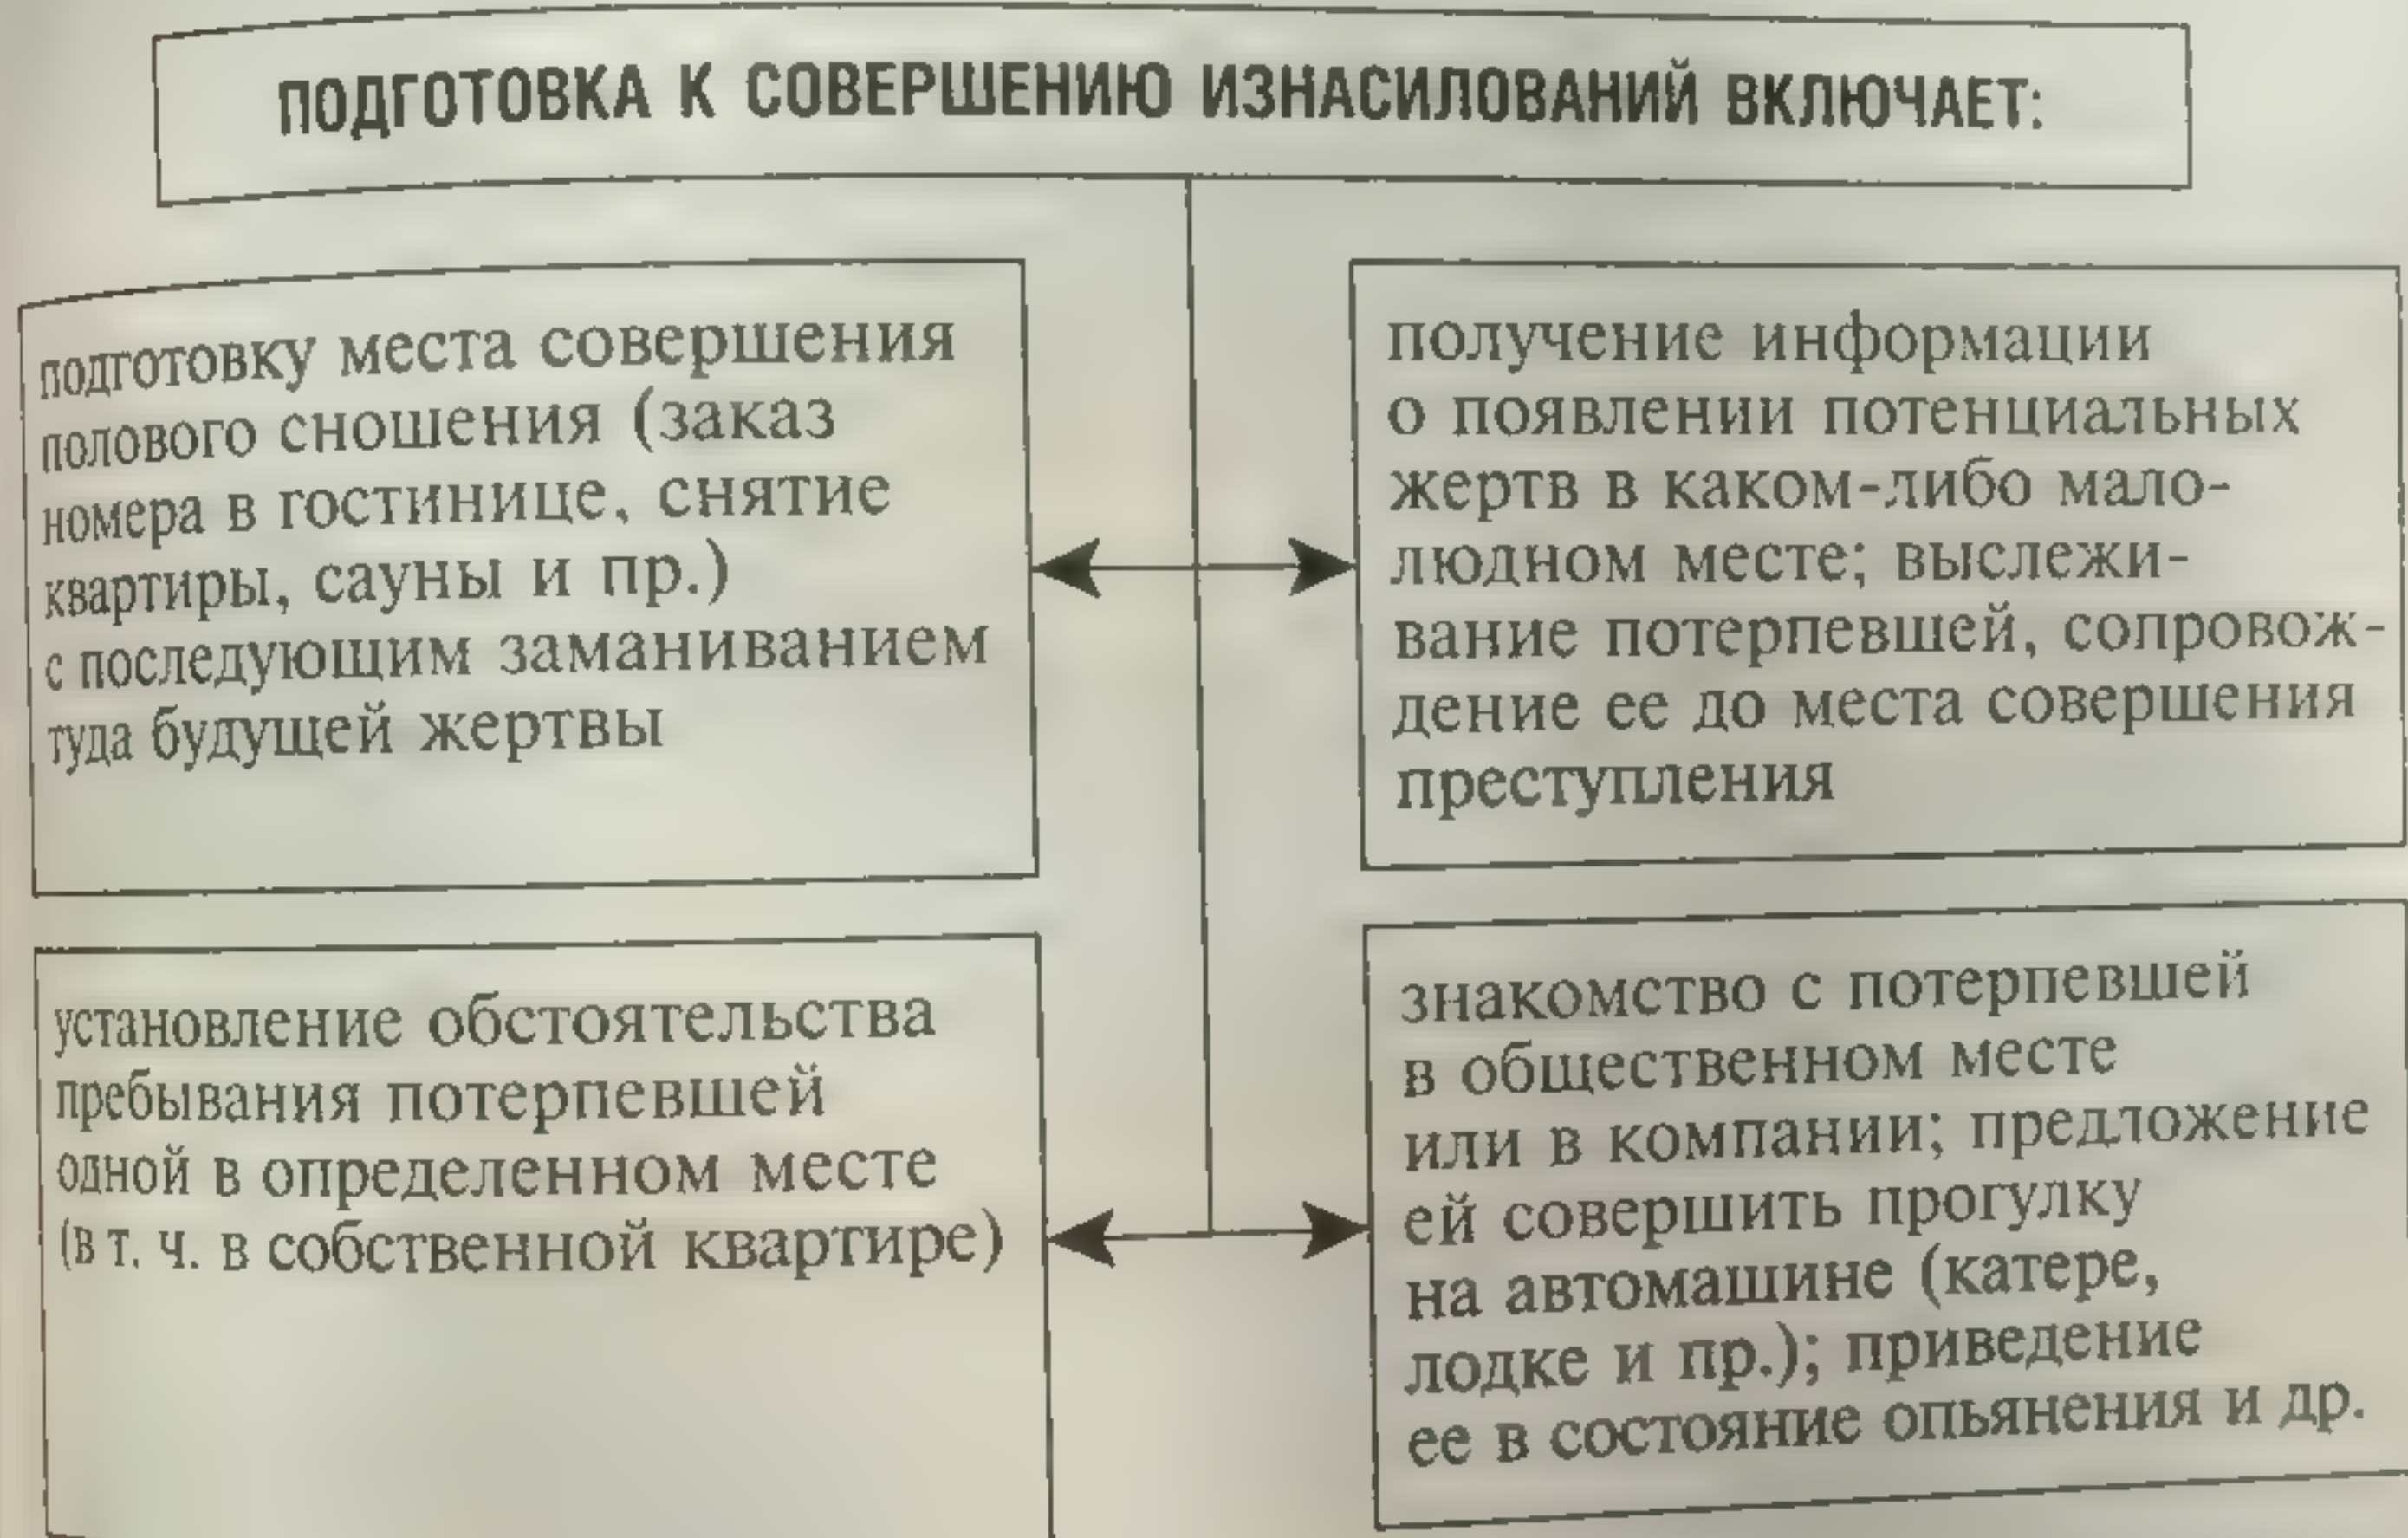 ПОДГОТОВКА К СОВЕРШЕНИЮ ИЗНАСИЛОВАНИЙ ВКЛЮЧАЕТ:
подготовку места совершения
полового сношения (заказ
номера в гостинице, снятие
квартиры, сауны и пр.)
с последующим заманиванием
туда будущей жертвы
получение информации
о появлении потенциальных
жертв в каком-либо мало-
людном месте; выслежи-
вание потерпевшей, сопровож-
дение ее до места совершения
преступления
установление обстоятельства
пребывания потерпевшей
одной в определенном месте
(в т. ч. в собственной квартире)
знакомство с потерпевшей
в общественном месте
или в компании; предложение
ей совершить прогулку
на автомашине (катере,
лодке и пр.); приведение
ее в состояние опьянения и др.